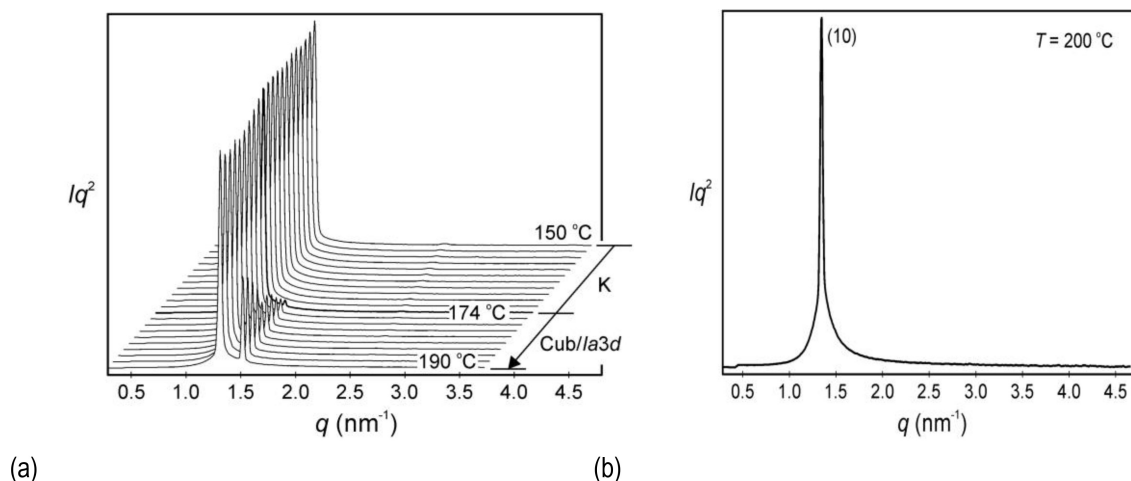 Iq²
150 °C
K
174 °C
Cub/Ia3d
190 °C
0.5 1.0 1.5 2.0 2.5 3.0 3.5 4.0 4.5
q (nm⁻¹)
(a)
(10)
T = 200 °C
Iq²
0.5 1.0 1.5 2.0 2.5 3.0 3.5 4.0 4.5
q (nm⁻¹)
(b)